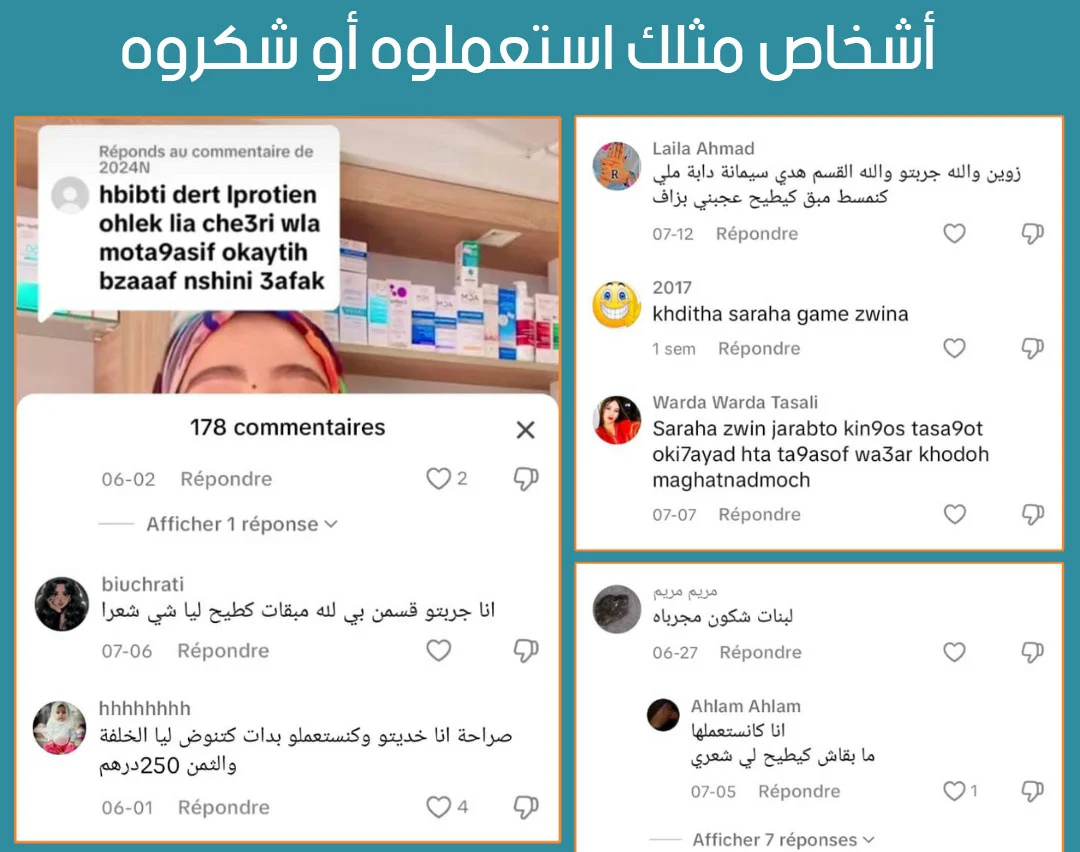 أشخاص مثلك استعملوه أو شكروه
Réponds au commentaire de
2024N
hbibti dert lprotien
ohlek lia che3ri wla
mota9asif okaytih
bzaaaf nshini 3afak
178 commentaires
06-02 Répondre 2
Afficher 1 réponse
biuchrati
انا جربتو قسمن بي لله مبقات كطيح ليا شي شعرا
07-06 Répondre
hhhhhhhh
صراحة انا خديتو وكنستعملو بدات كتنوض ليا الخلفة
والثمن 250درهم
06-01 Répondre 4
Laila Ahmad
زوين والله جربتو والله القسم هدي سيمانة دابة ملي
كنمسط مبق كيطيح عجبني بزاف
07-12 Répondre
2017
khditha saraha game zwina
1 sem Répondre
Warda Warda Tasali
Saraha zwin jarabto kin9os tasa9ot
oki7ayad hta ta9asof wa3ar khodoh
maghatnadmoch
07-07 Répondre
مريم مريم
لبنات شكون مجرباه
06-27 Répondre
Ahlam Ahlam
انا كانستعملها
ما بقاش كيطيح لي شعري
07-05 Répondre 1
Afficher 7 réponses